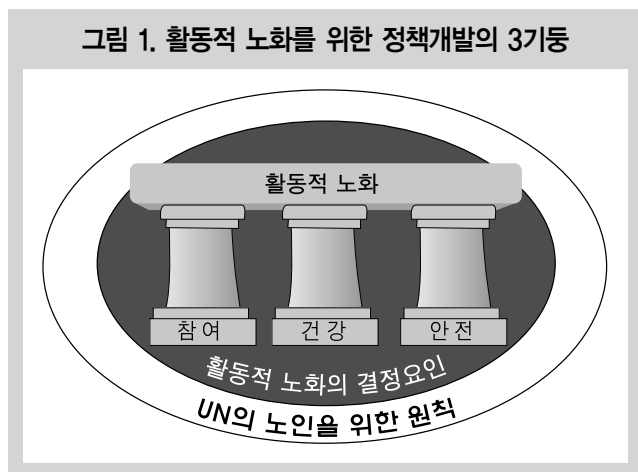 그림 1. 활동적 노화를 위한 정책개발의 3기둥
활동적 노화
참여 건강 안전
활동적 노화의 결정요인
UN의 노인을 위한 원칙